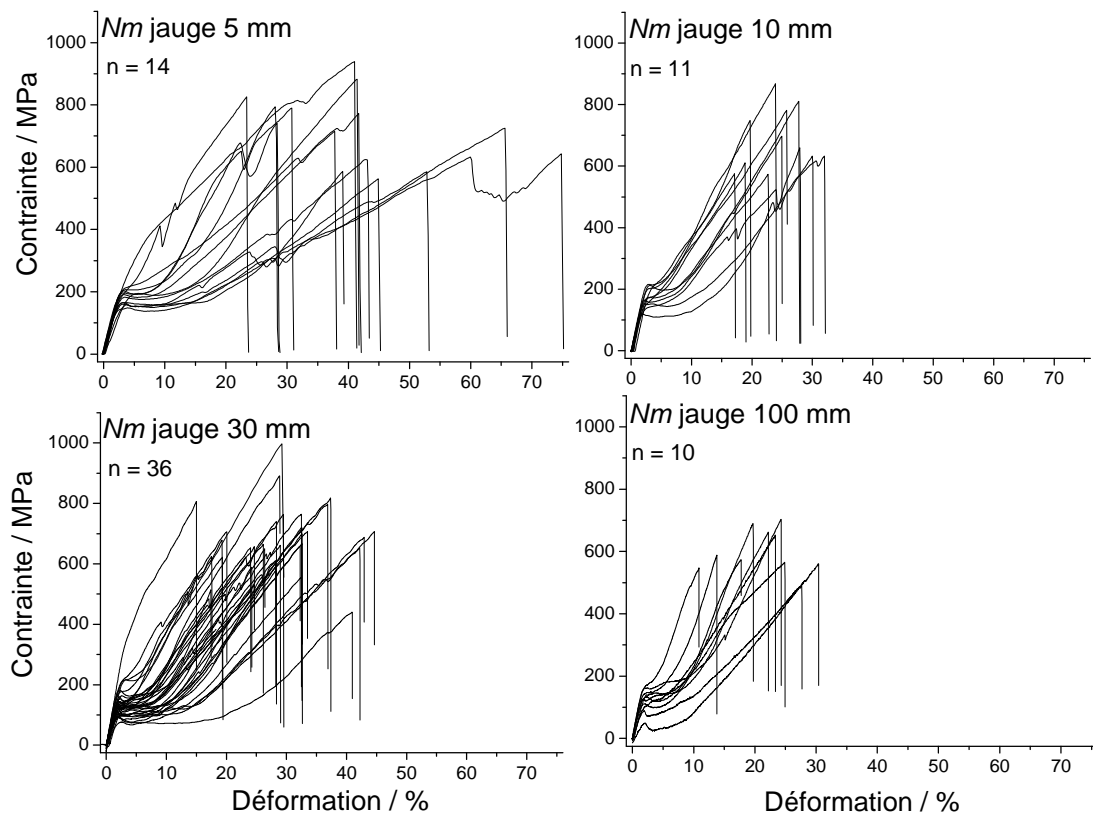 Nm jauge 5 mm
n = 14
1000
800
600
400
200
0
Contrainte / MPa
0 10 20 30 40 50 60 70
Nm jauge 10 mm
n = 11
1000
800
600
400
200
0
0 10 20 30 40 50 60 70
Nm jauge 30 mm
n = 36
1000
800
600
400
200
0
Contrainte / MPa
0 10 20 30 40 50 60 70
Déformation / %
Nm jauge 100 mm
n = 10
1000
800
600
400
200
0
0 10 20 30 40 50 60 70
Déformation / %